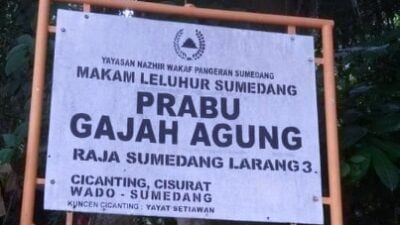 YAYASAN NAZHIR WAKAF PANGERAN SUMEDANG
MAKAM LELUHUR SUMEDANG
PRABU
GAJAH AGUNG
RAJA SUMEDANG LARANG 3.
CICANTING, CISURAT
WADO - SUMEDANG
KUNCEN CICANTING : YAYAT SETIAWAN